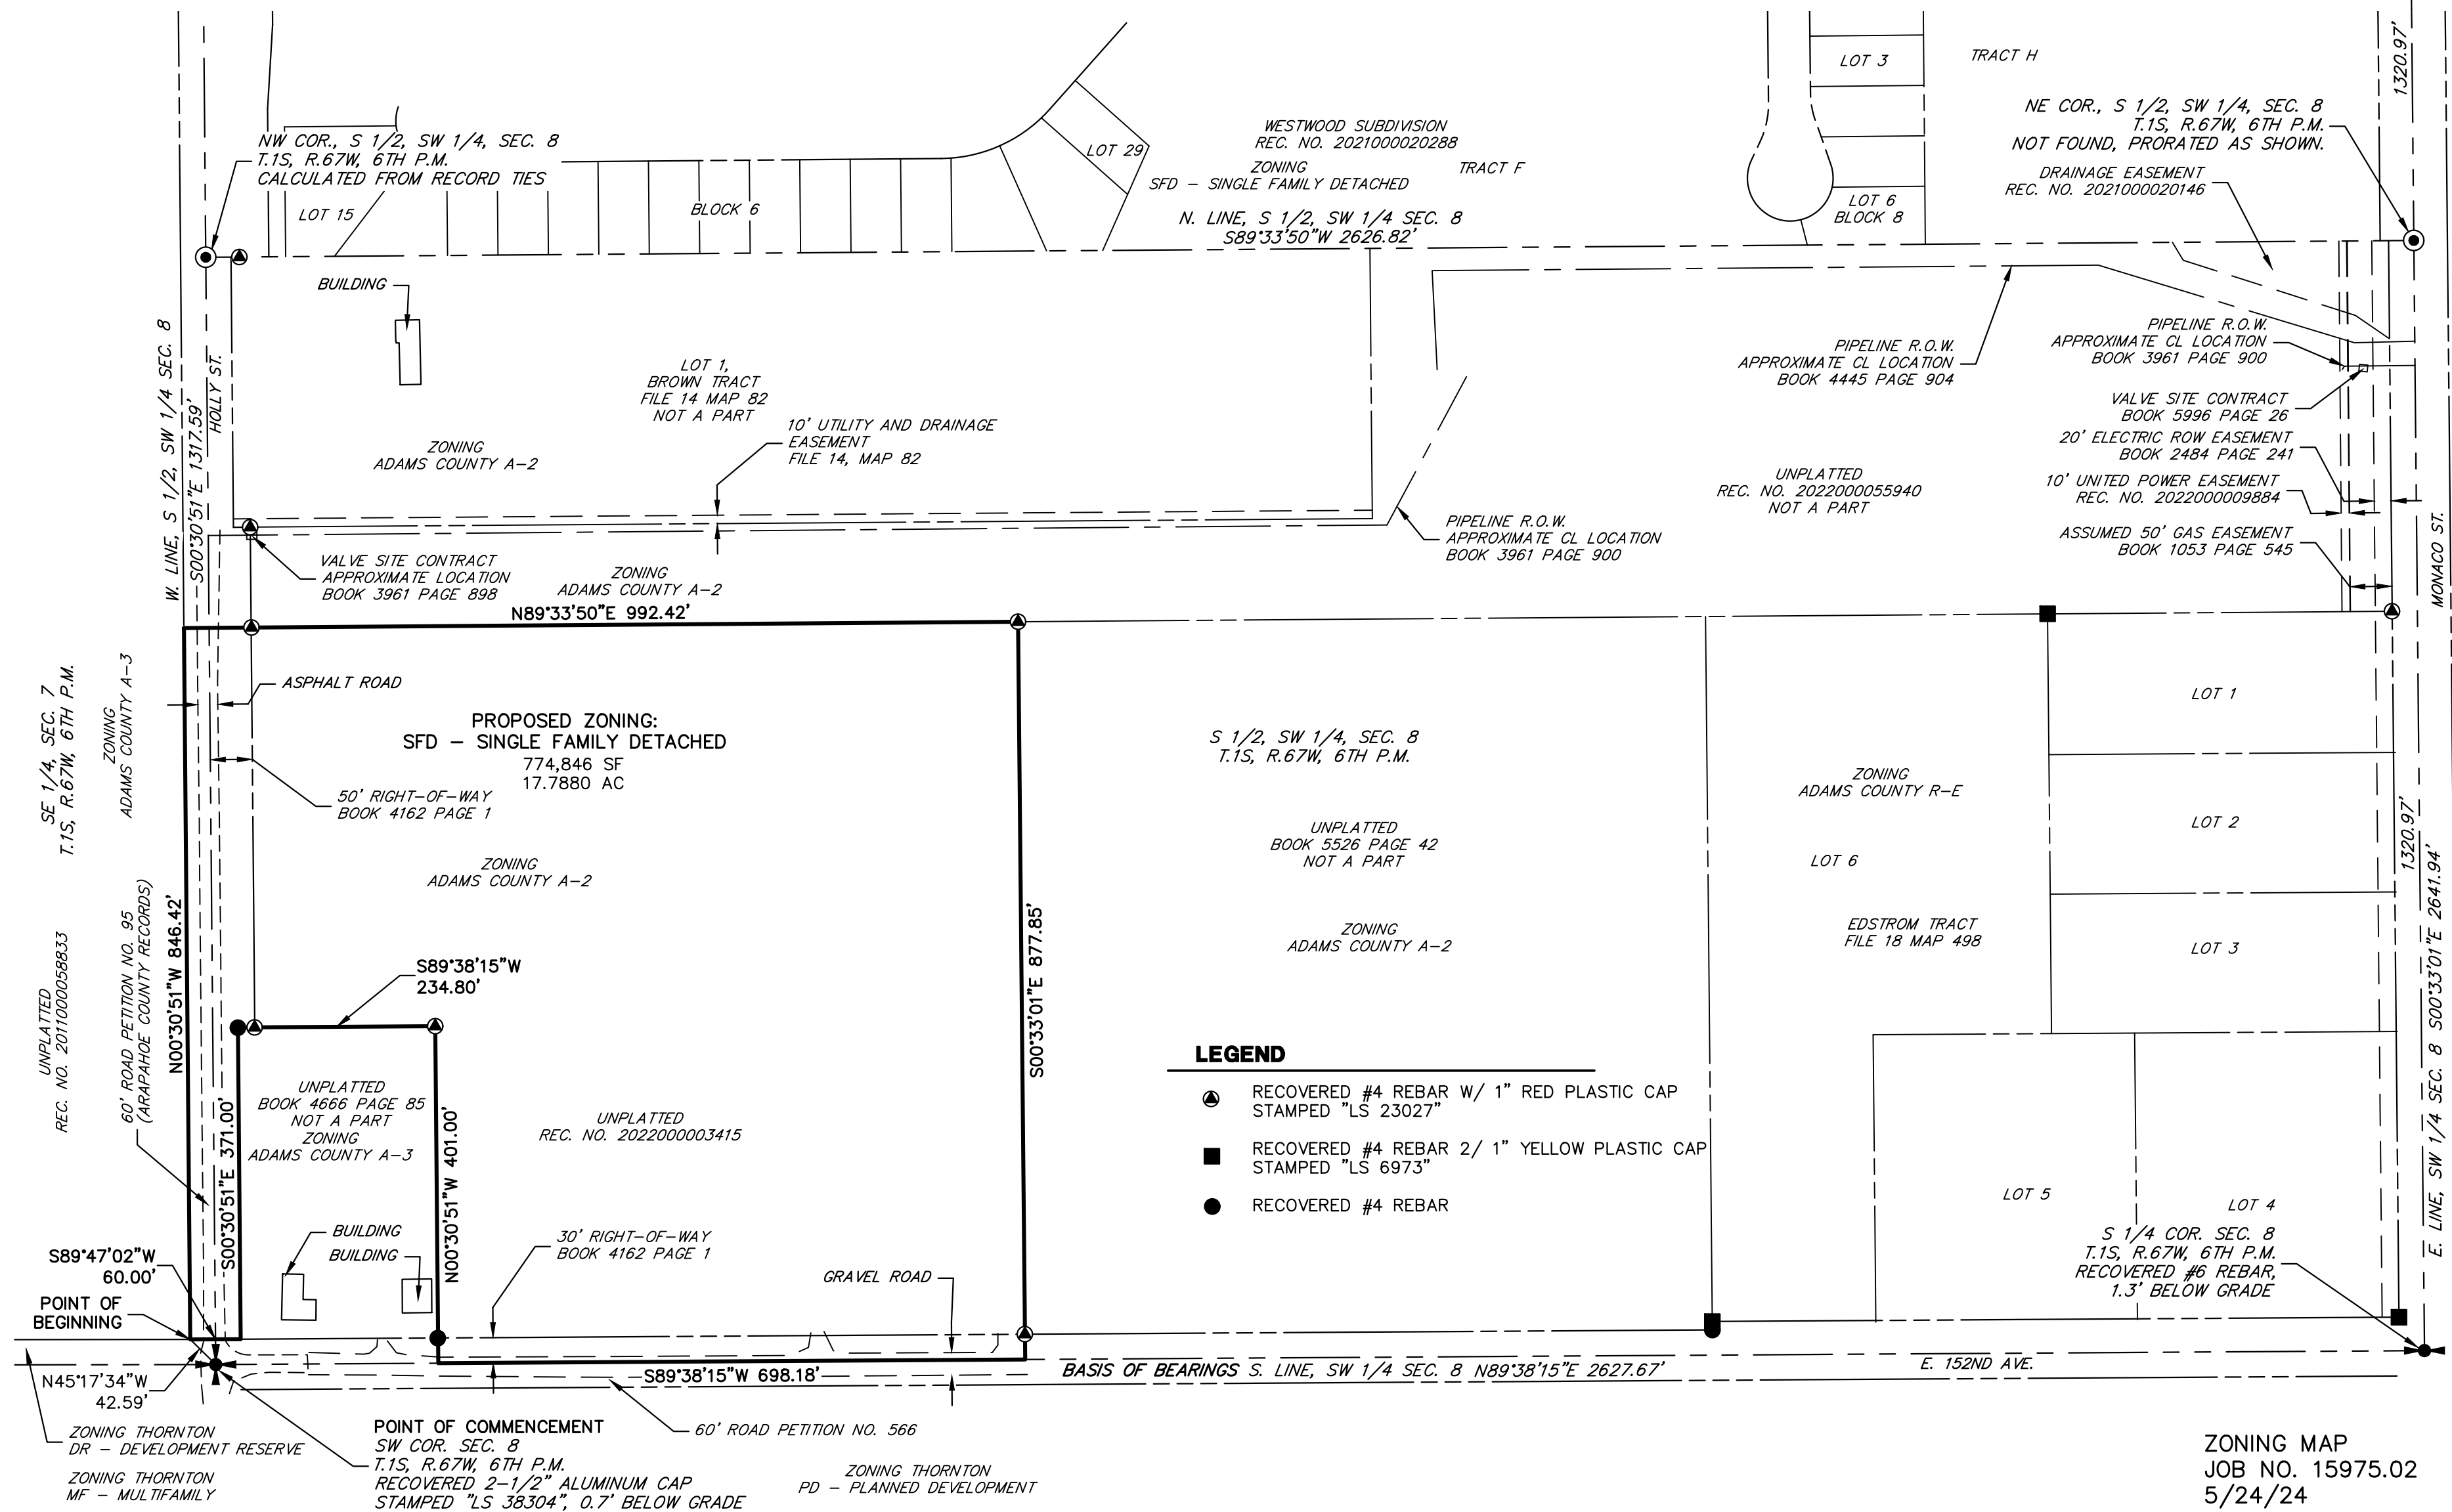 NW COR., S 1/2, SW 1/4, SEC. 8
T.1S, R.67W, 6TH P.M.
CALCULATED FROM RECORD TIES
LOT 15
BLOCK 6
LOT 29
WESTWOOD SUBDIVISION
REC. NO. 2021000020288
ZONING
SFD – SINGLE FAMILY DETACHED
TRACT F
N. LINE, S 1/2, SW 1/4 SEC. 8
S89°33'50"W 2626.82'
LOT 3
TRACT H
LOT 6
BLOCK 8
1320.97'
NE COR., S 1/2, SW 1/4, SEC. 8
T.1S, R.67W, 6TH P.M.
NOT FOUND, PRORATED AS SHOWN.
DRAINAGE EASEMENT
REC. NO. 2021000020146
BUILDING
W. LINE, S 1/2, SW 1/4 SEC. 8
S00°30'51"E 1317.59'
HOLLY ST.
LOT 1,
BROWN TRACT
FILE 14 MAP 82
NOT A PART
ZONING
ADAMS COUNTY A–2
10' UTILITY AND DRAINAGE
EASEMENT
FILE 14, MAP 82
PIPELINE R.O.W.
APPROXIMATE CL LOCATION
BOOK 4445 PAGE 904
PIPELINE R.O.W.
APPROXIMATE CL LOCATION
BOOK 3961 PAGE 900
VALVE SITE CONTRACT
BOOK 5996 PAGE 26
20' ELECTRIC ROW EASEMENT
BOOK 2484 PAGE 241
10' UNITED POWER EASEMENT
REC. NO. 2022000009884
ASSUMED 50' GAS EASEMENT
BOOK 1053 PAGE 545
MONACO ST.
UNPLATTED
REC. NO. 2022000055940
NOT A PART
PIPELINE R.O.W.
APPROXIMATE CL LOCATION
BOOK 3961 PAGE 900
VALVE SITE CONTRACT
APPROXIMATE LOCATION
BOOK 3961 PAGE 898
ZONING
ADAMS COUNTY A–2
N89°33'50"E 992.42'
SE 1/4, SEC. 7
T.1S, R.67W, 6TH P.M.
ZONING
ADAMS COUNTY A–3
ASPHALT ROAD
PROPOSED ZONING:
SFD – SINGLE FAMILY DETACHED
774,846 SF
17.7880 AC
50' RIGHT–OF–WAY
BOOK 4162 PAGE 1
ZONING
ADAMS COUNTY A–2
S 1/2, SW 1/4, SEC. 8
T.1S, R.67W, 6TH P.M.
UNPLATTED
BOOK 5526 PAGE 42
NOT A PART
ZONING
ADAMS COUNTY A–2
ZONING
ADAMS COUNTY R–E
LOT 6
EDSTROM TRACT
FILE 18 MAP 498
LOT 1
LOT 2
LOT 3
1320.97'
E. LINE, SW 1/4 SEC. 8 S00°33'01"E 2641.94'
UNPLATTED
REC. NO. 2011000058833
60' ROAD PETITION NO. 95
(ARAPAHOE COUNTY RECORDS)
N00°30'51"W 846.42'
S89°38'15"W
234.80'
S00°33'01"E 877.85'
S00°30'51"E 371.00'
UNPLATTED
BOOK 4666 PAGE 85
NOT A PART
ZONING
ADAMS COUNTY A–3
N00°30'51"W 401.00'
UNPLATTED
REC. NO. 2022000003415
LEGEND
RECOVERED #4 REBAR W/ 1" RED PLASTIC CAP
STAMPED "LS 23027"
RECOVERED #4 REBAR 2/ 1" YELLOW PLASTIC CAP
STAMPED "LS 6973"
RECOVERED #4 REBAR
LOT 5
LOT 4
S 1/4 COR. SEC. 8
T.1S, R.67W, 6TH P.M.
RECOVERED #6 REBAR,
1.3' BELOW GRADE
BUILDING
BUILDING
30' RIGHT–OF–WAY
BOOK 4162 PAGE 1
GRAVEL ROAD
S89°47'02"W
60.00'
POINT OF
BEGINNING
N45°17'34"W
42.59'
S89°38'15"W 698.18'
BASIS OF BEARINGS S. LINE, SW 1/4 SEC. 8 N89°38'15"E 2627.67'
E. 152ND AVE.
ZONING THORNTON
DR – DEVELOPMENT RESERVE
ZONING THORNTON
MF – MULTIFAMILY
POINT OF COMMENCEMENT
SW COR. SEC. 8
T.1S, R.67W, 6TH P.M.
RECOVERED 2–1/2" ALUMINUM CAP
STAMPED "LS 38304", 0.7' BELOW GRADE
60' ROAD PETITION NO. 566
ZONING THORNTON
PD – PLANNED DEVELOPMENT
ZONING MAP
JOB NO. 15975.02
5/24/24